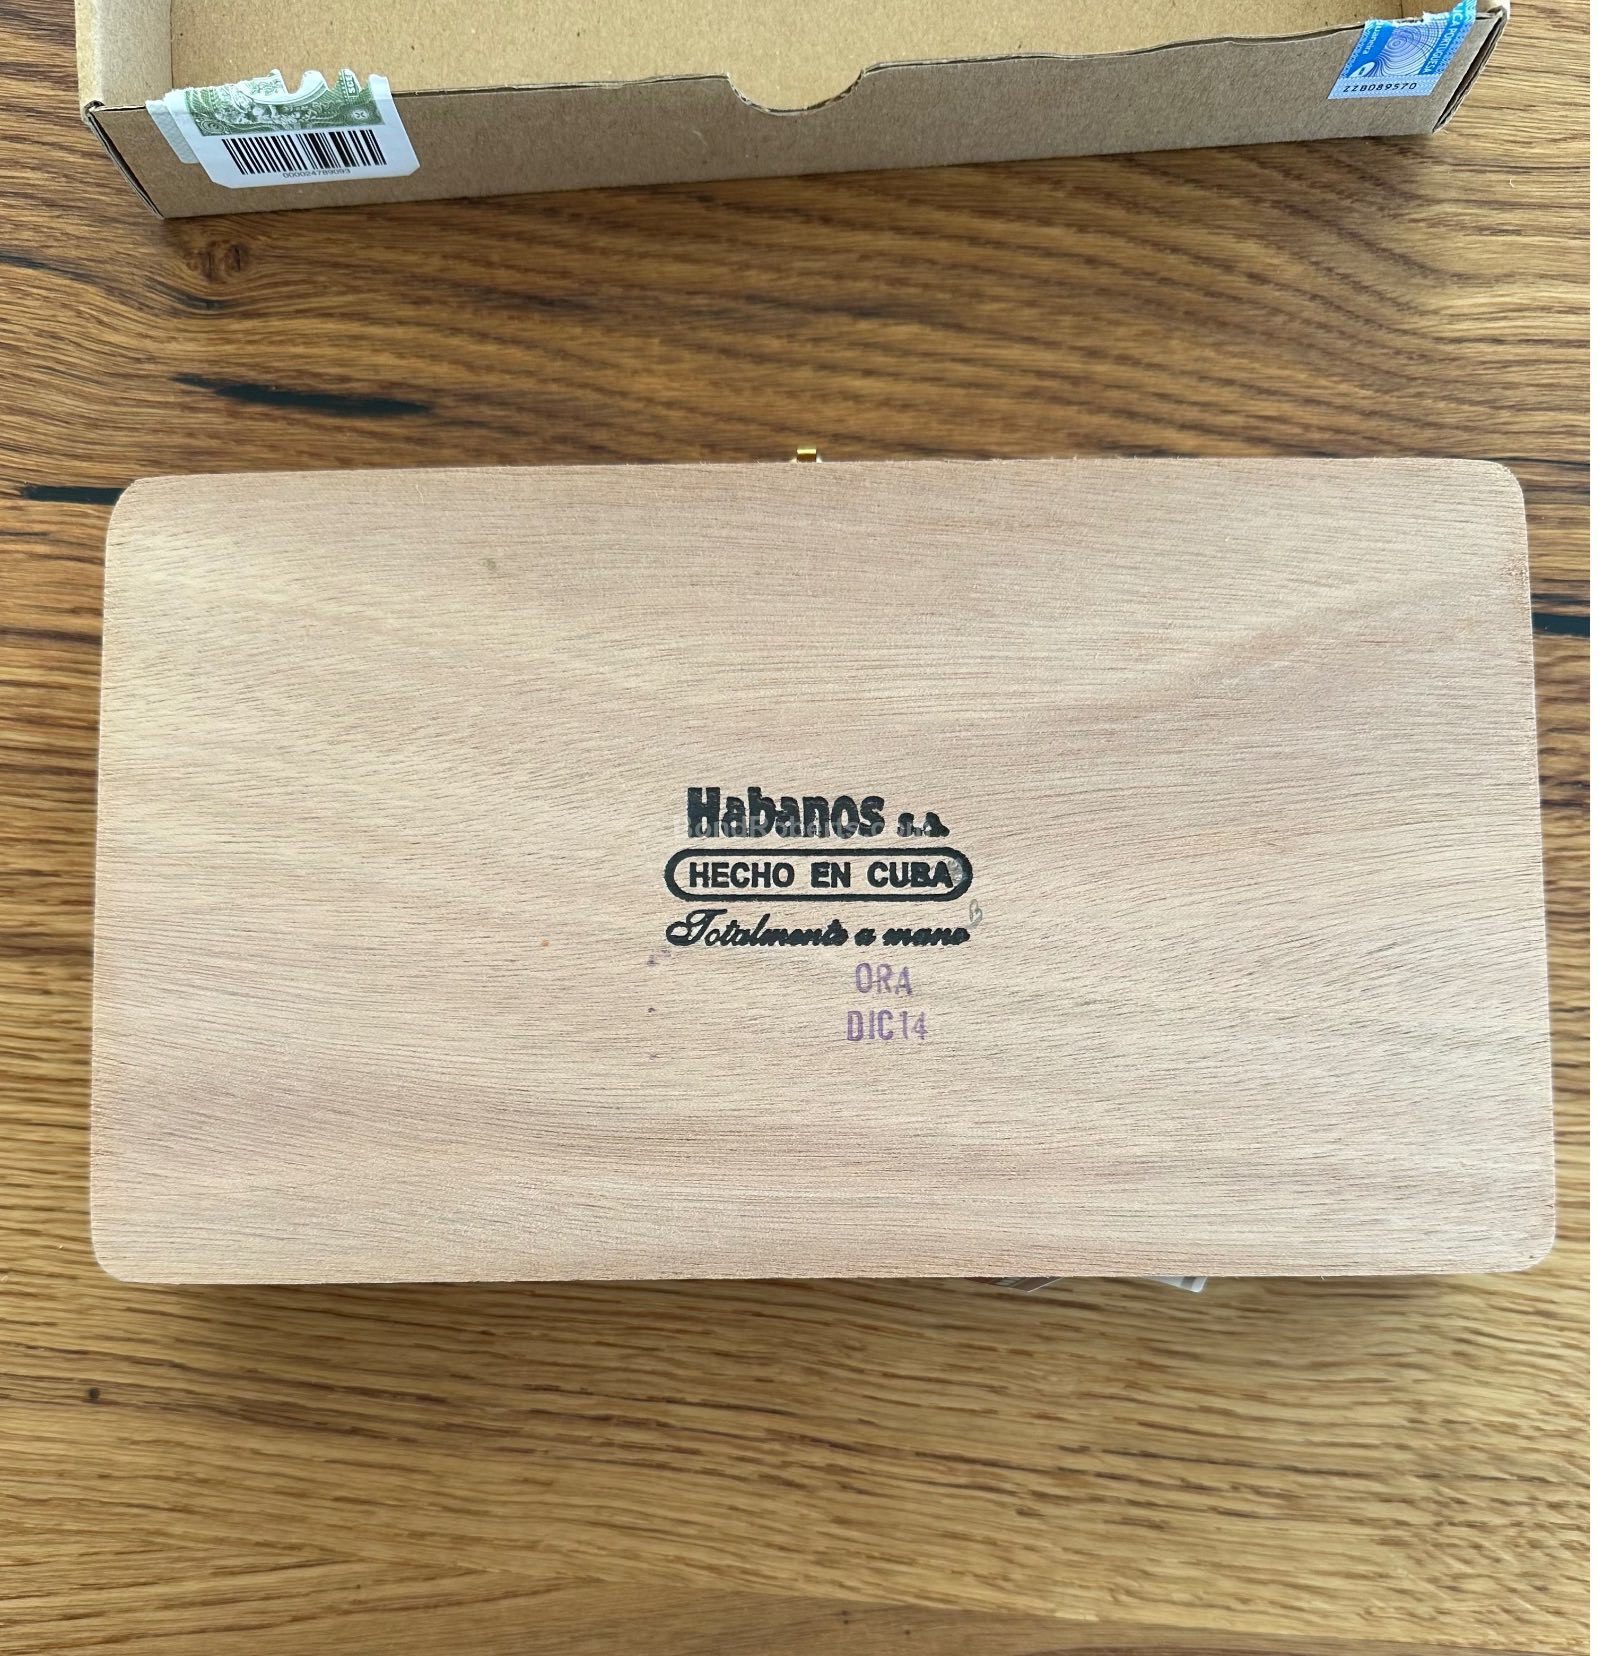 ZZB089570
000024789093
Habanos s.a.
HECHO EN CUBA
Totalmente a mano
B
ORA
DIC14